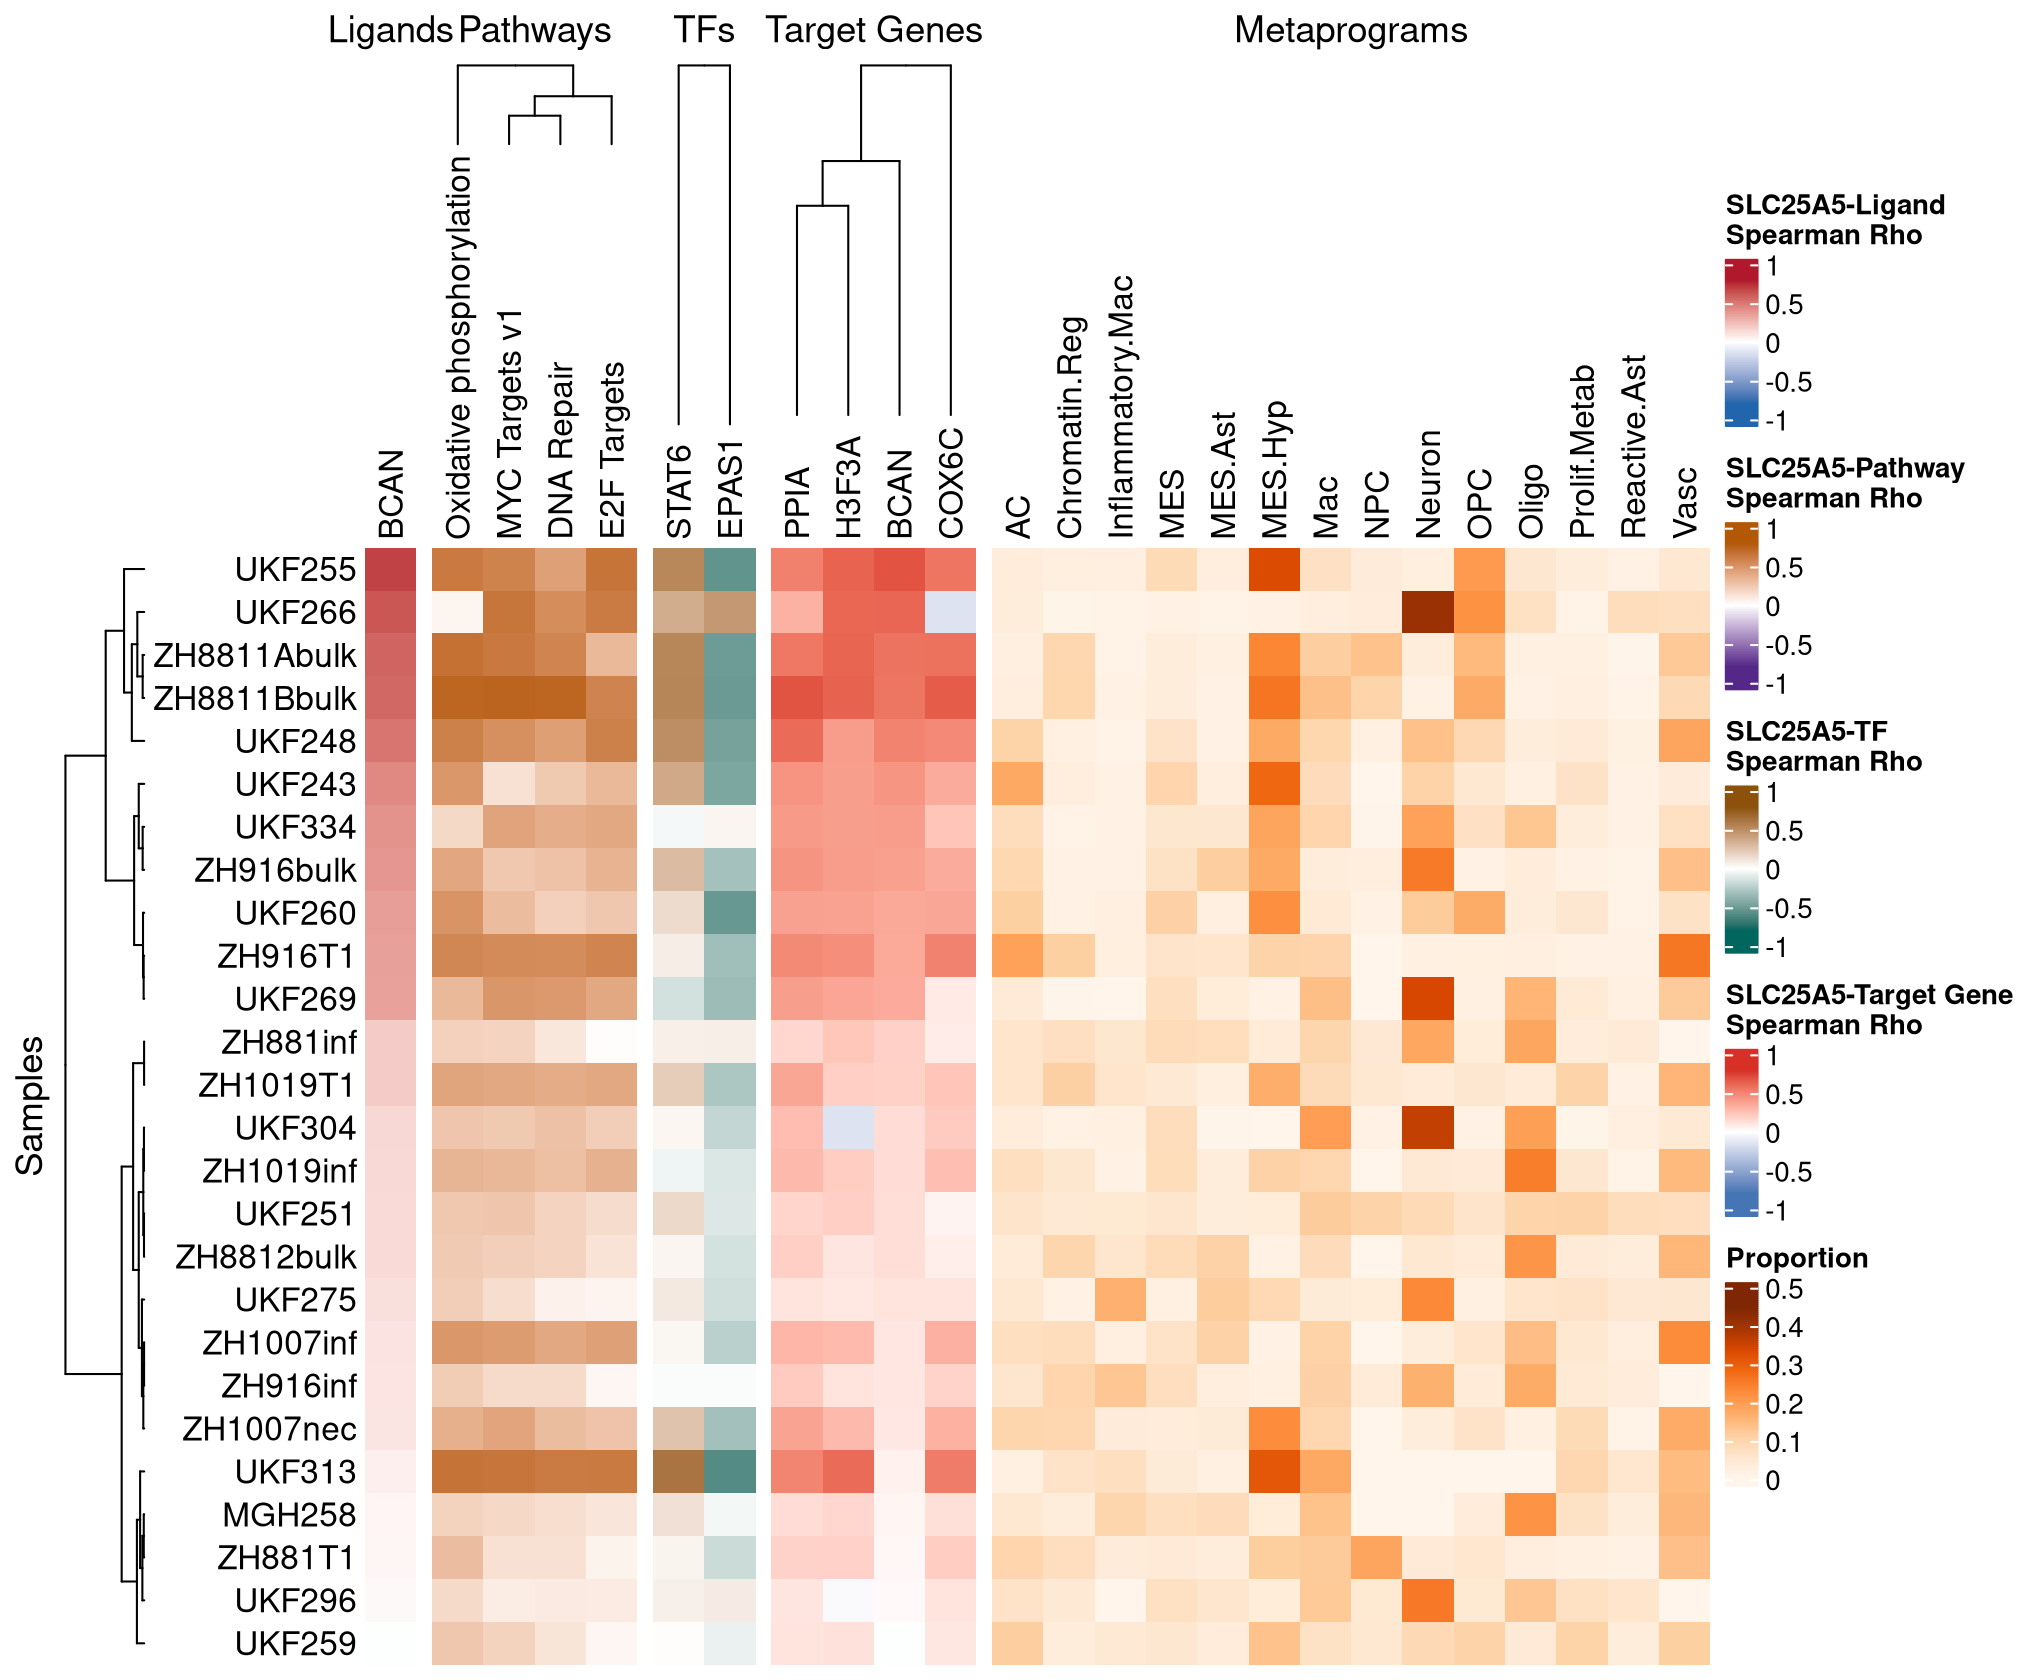 Ligands Pathways TFs Target Genes Metaprograms
BCAN
Oxidative phosphorylation
MYC Targets v1
DNA Repair
E2F Targets
STAT6
EPAS1
PPIA
H3F3A
BCAN
COX6C
AC
Chromatin.Reg
Inflammatory.Mac
MES
MES.Ast
MES.Hyp
Mac
NPC
Neuron
OPC
Oligo
Prolif.Metab
Reactive.Ast
Vasc
Samples
UKF255
UKF266
ZH8811Abulk
ZH8811Bbulk
UKF248
UKF243
UKF334
ZH916bulk
UKF260
ZH916T1
UKF269
ZH881inf
ZH1019T1
UKF304
ZH1019inf
UKF251
ZH8812bulk
UKF275
ZH1007inf
ZH916inf
ZH1007nec
UKF313
MGH258
ZH881T1
UKF296
UKF259
SLC25A5-Ligand
Spearman Rho
1
0.5
0
-0.5
-1
SLC25A5-Pathway
Spearman Rho
1
0.5
0
-0.5
-1
SLC25A5-TF
Spearman Rho
1
0.5
0
-0.5
-1
SLC25A5-Target Gene
Spearman Rho
1
0.5
0
-0.5
-1
Proportion
0.5
0.4
0.3
0.2
0.1
0